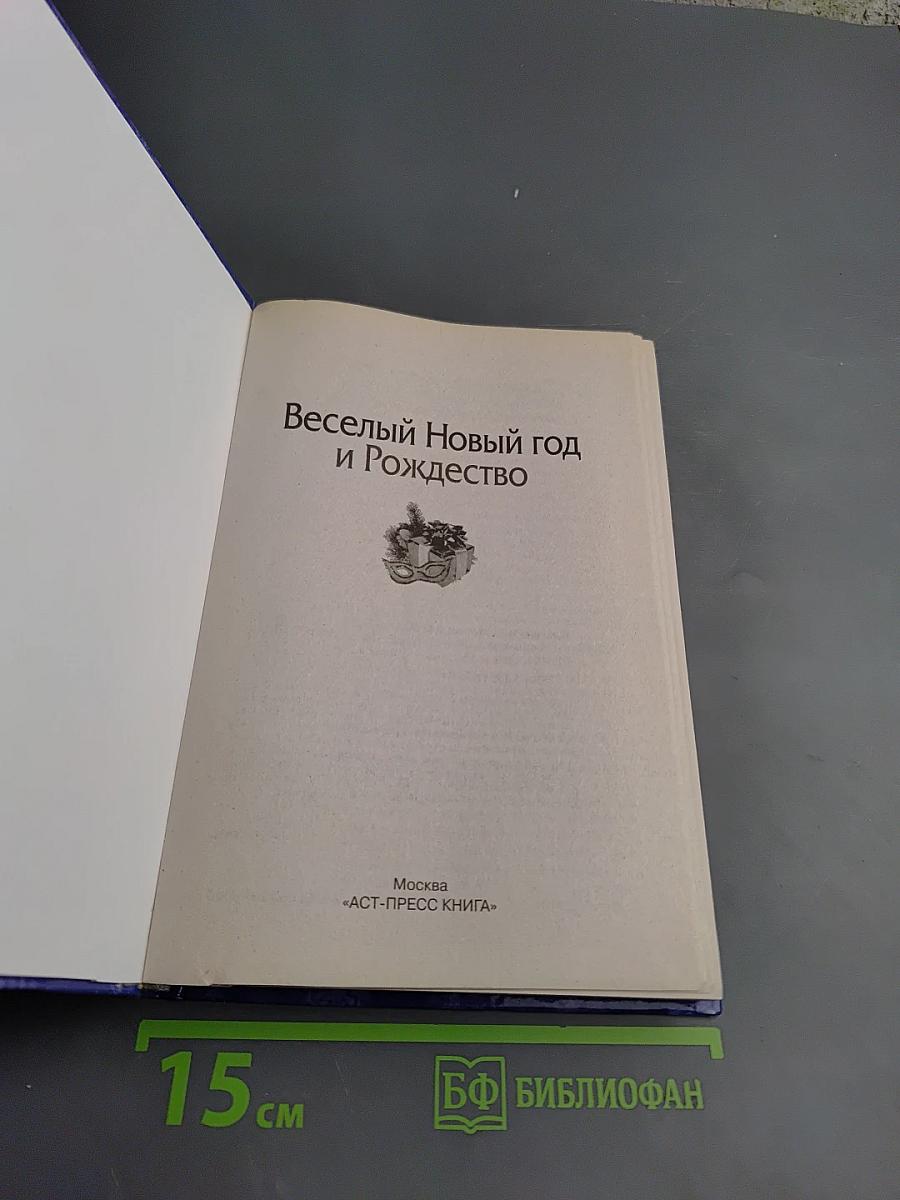 Веселый Новый год
и Рождество
Москва
«АСТ-ПРЕСС КНИГА»
15 см
БФ БИБЛИОФАН